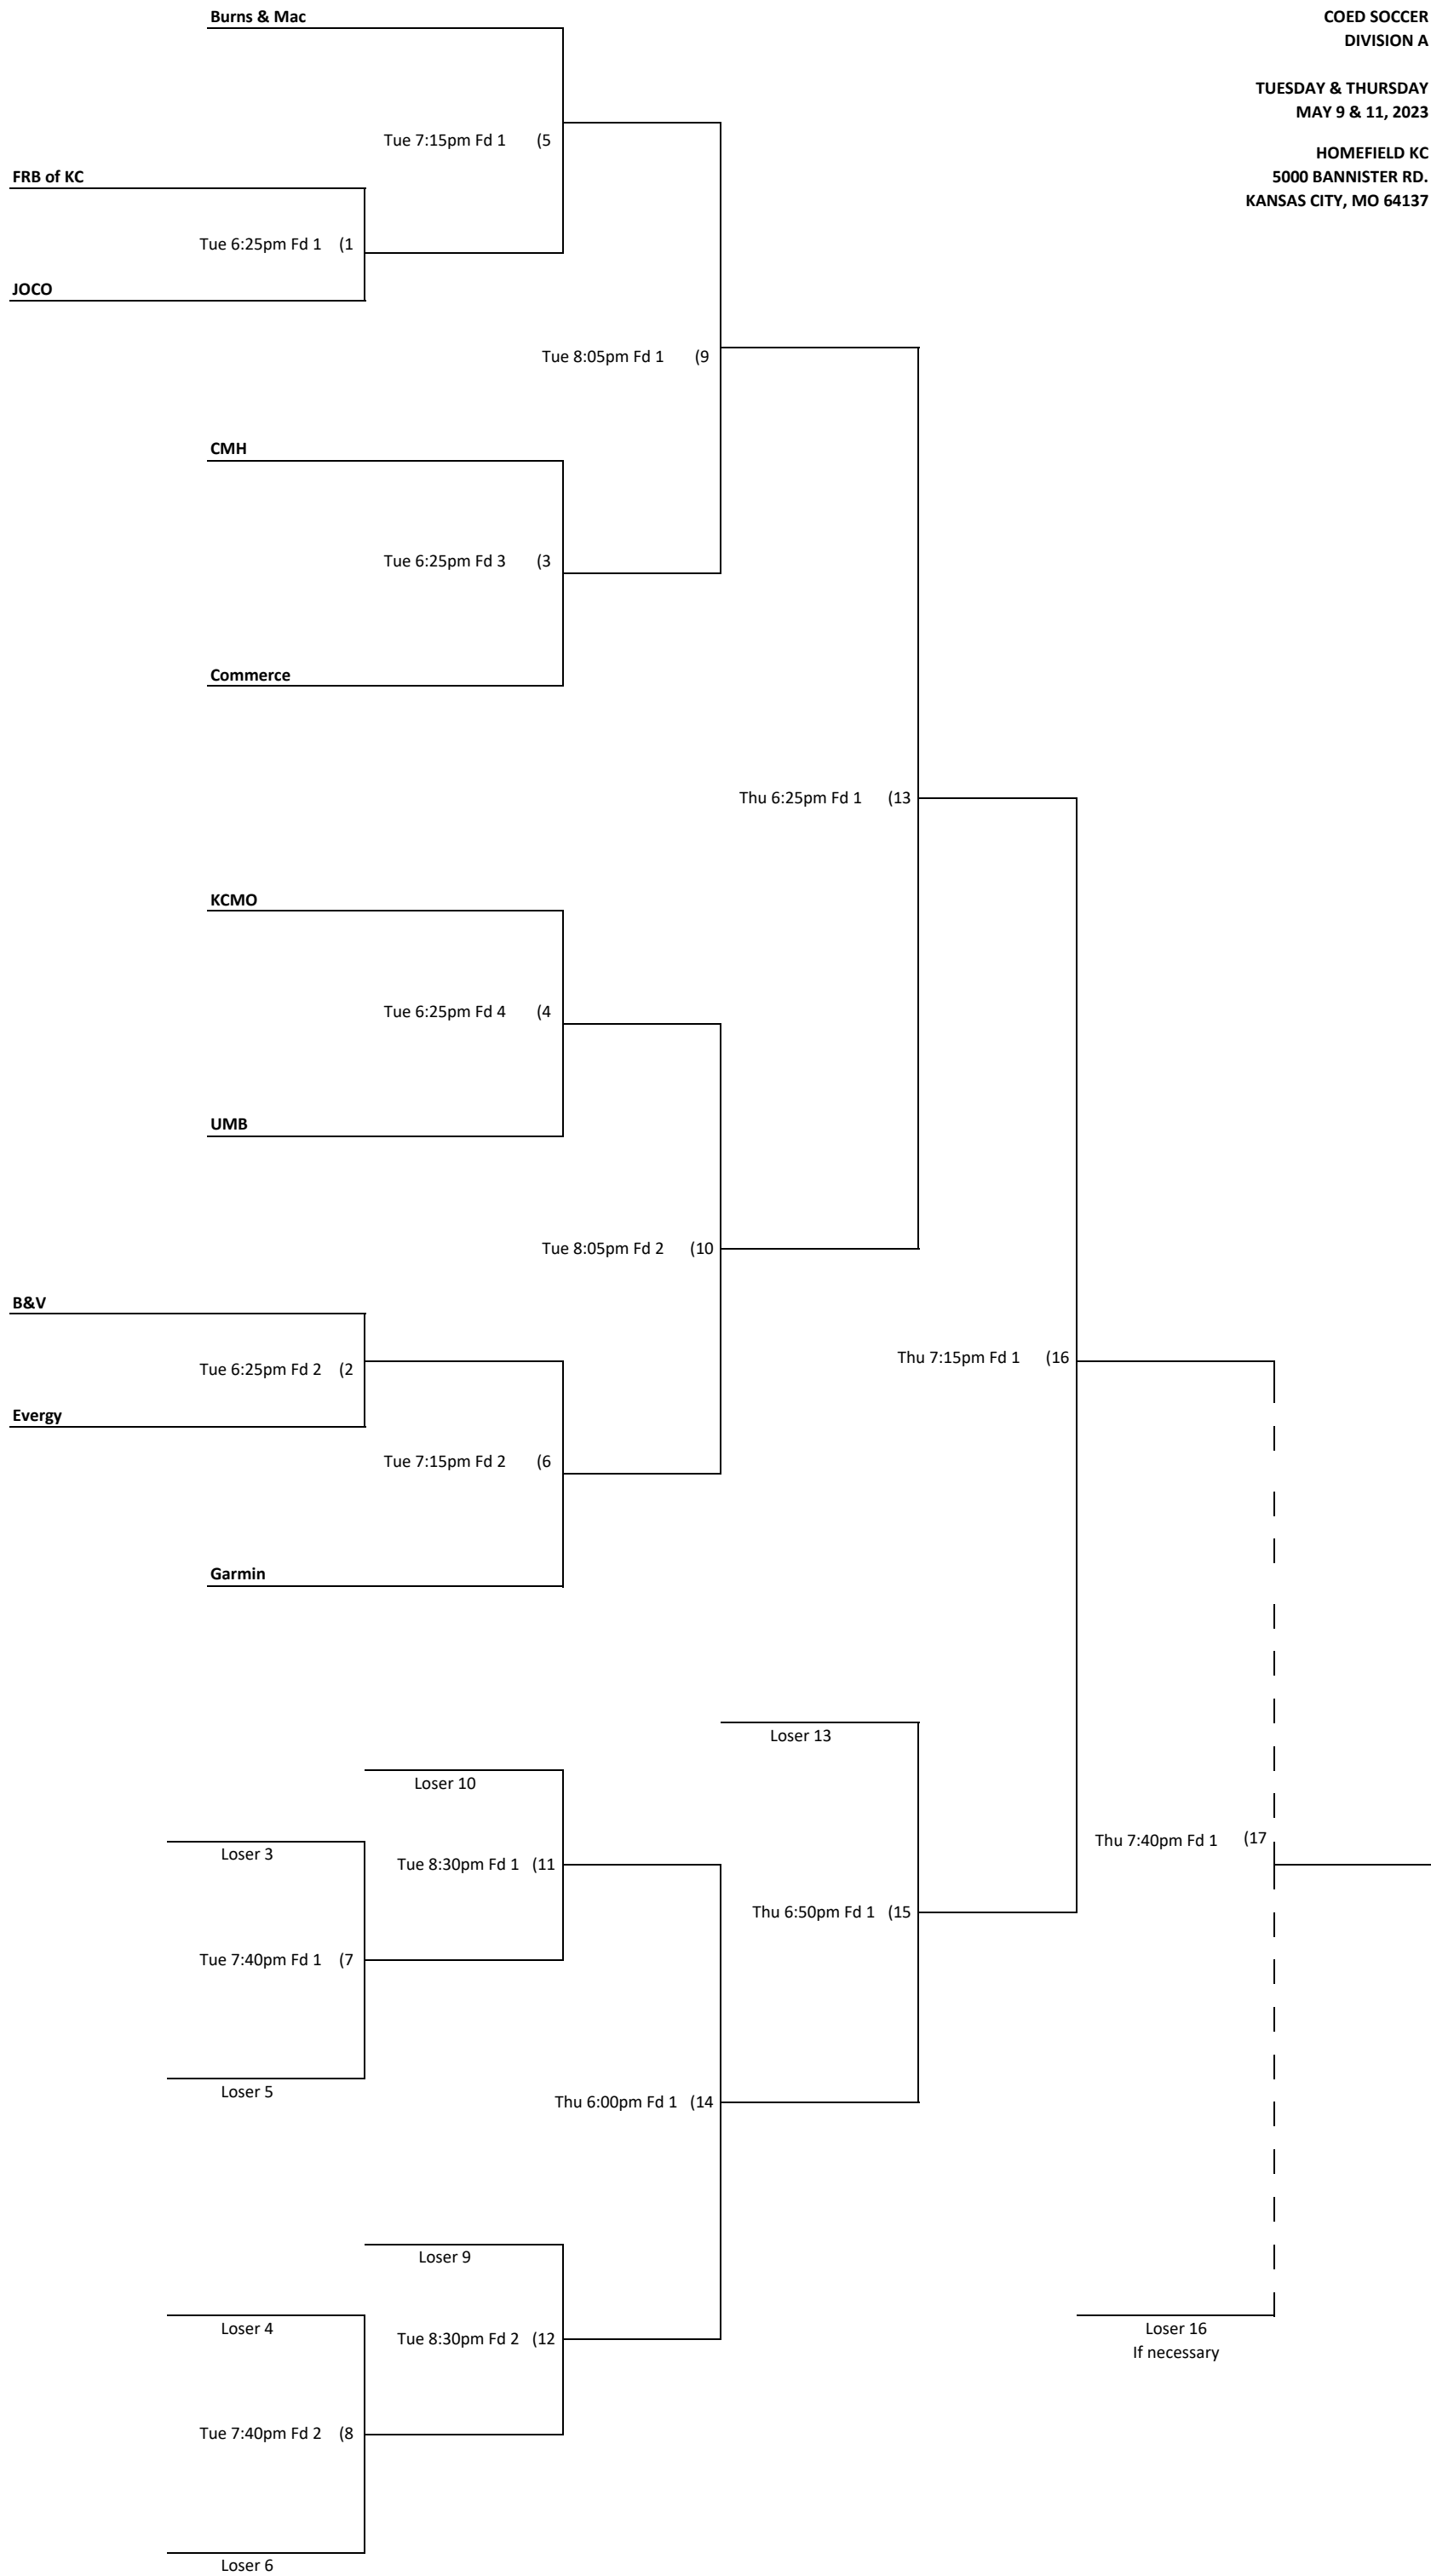 Burns & Mac
COED SOCCER
DIVISION A
TUESDAY & THURSDAY
MAY 9 & 11, 2023
Tue 7:15pm Fd 1 (5
HOMEFIELD KC
FRB of KC
5000 BANNISTER RD.
KANSAS CITY, MO 64137
Tue 6:25pm Fd 1 (1
JOCO
Tue 8:05pm Fd 1 (9
CMH
Tue 6:25pm Fd 3 (3
Commerce
Thu 6:25pm Fd 1 (13
KCMO
Tue 6:25pm Fd 4 (4
UMB
Tue 8:05pm Fd 2 (10
B&V
Thu 7:15pm Fd 1 (16
Tue 6:25pm Fd 2 (2
Evergy
Tue 7:15pm Fd 2 (6
Garmin
Loser 13
Loser 10
Thu 7:40pm Fd 1 (17
Loser 3
Tue 8:30pm Fd 1 (11
Thu 6:50pm Fd 1 (15
Tue 7:40pm Fd 1 (7
Loser 5
Thu 6:00pm Fd 1 (14
Loser 9
Loser 4
Loser 16
Tue 8:30pm Fd 2 (12
If necessary
Tue 7:40pm Fd 2 (8
Loser 6